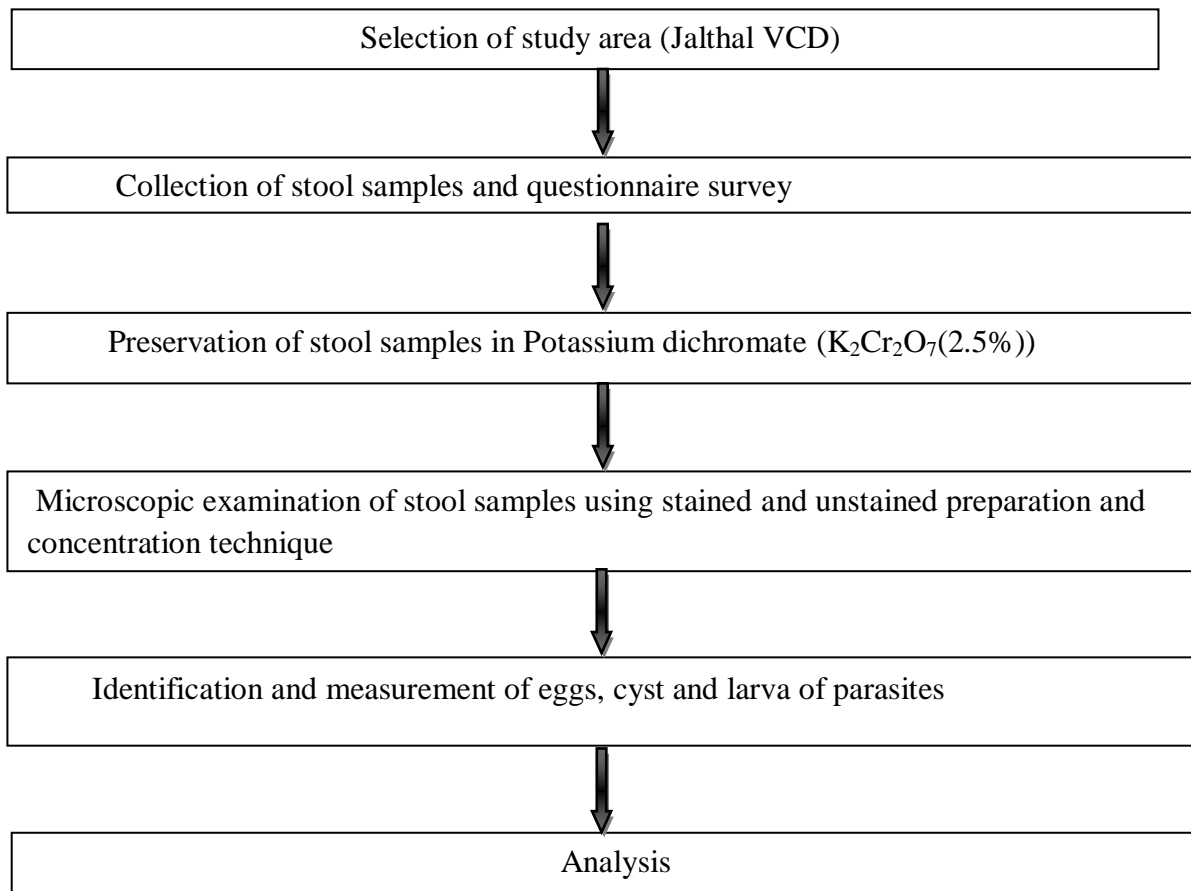 Selection of study area (Jalthal VCD)
Collection of stool samples and questionnaire survey
Preservation of stool samples in Potassium dichromate (K₂Cr₂O₇(2.5%))
Microscopic examination of stool samples using stained and unstained preparation and
concentration technique
Identification and measurement of eggs, cyst and larva of parasites
Analysis